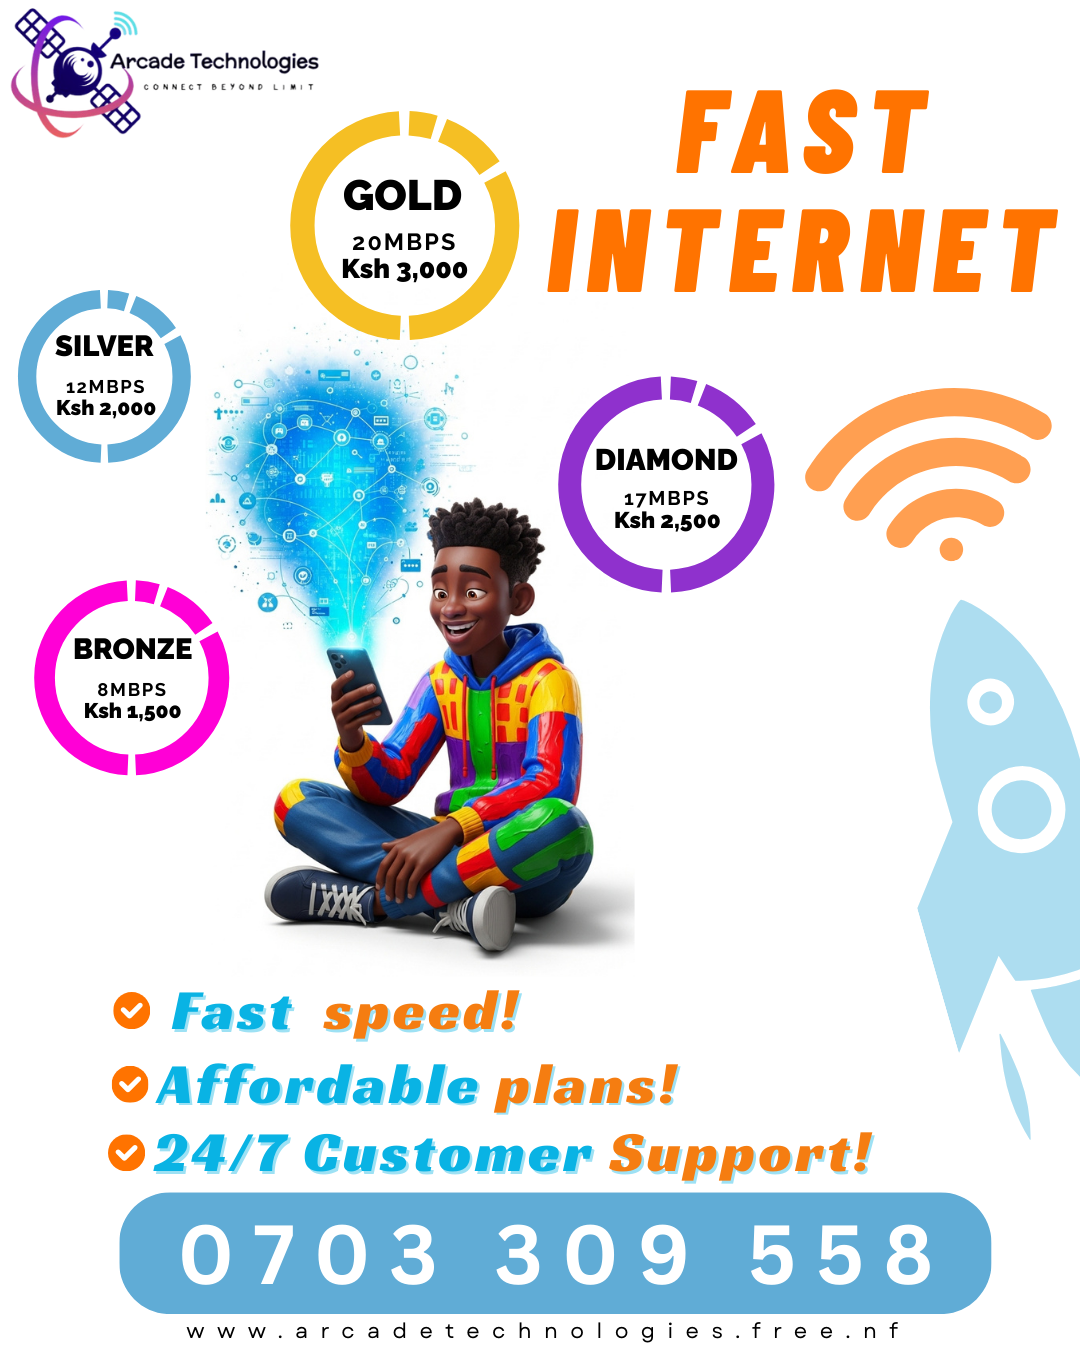 Arcade Technologies
CONNECT BEYOND LIMIT
FAST
INTERNET
GOLD
20MBPS
Ksh 3,000
SILVER
12MBPS
Ksh 2,000
DIAMOND
17MBPS
Ksh 2,500
BRONZE
8MBPS
Ksh 1,500
Fast speed!
Affordable plans!
24/7 Customer Support!
0703 309 558
www.arcadetechnologies.free.nf